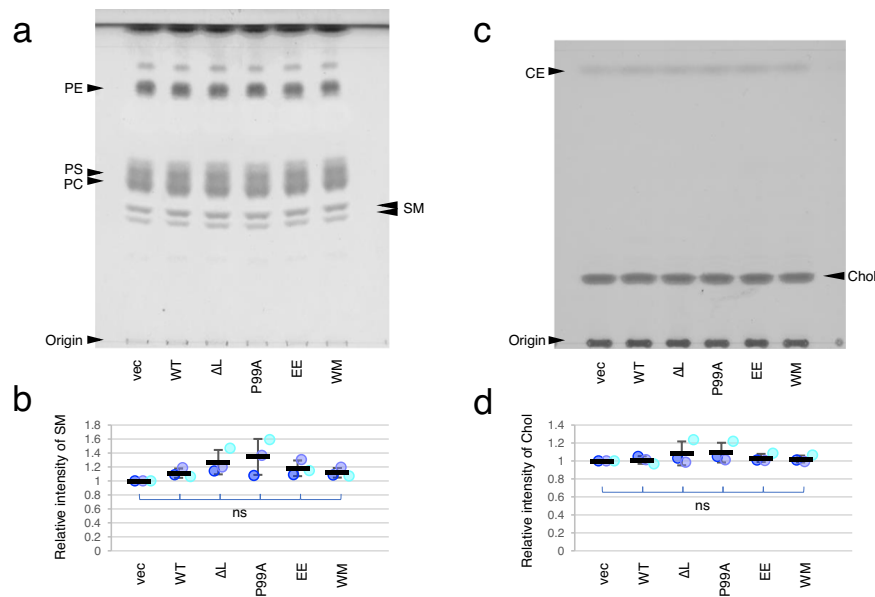 a
PE
PS
PC
SM
Origin
vec WT ΔL P99A EE WM
b
Relative intensity of SM
1.8
1.6
1.4
1.2
1.0
0.8
0.6
0.4
0.2
0
ns
vec WT ΔL P99A EE WM
c
CE
Chol
Origin
vec WT ΔL P99A EE WM
d
Relative intensity of Chol
1.4
1.2
1
0.8
0.6
0.4
0.2
0
ns
vec WT ΔL P99A EE WM